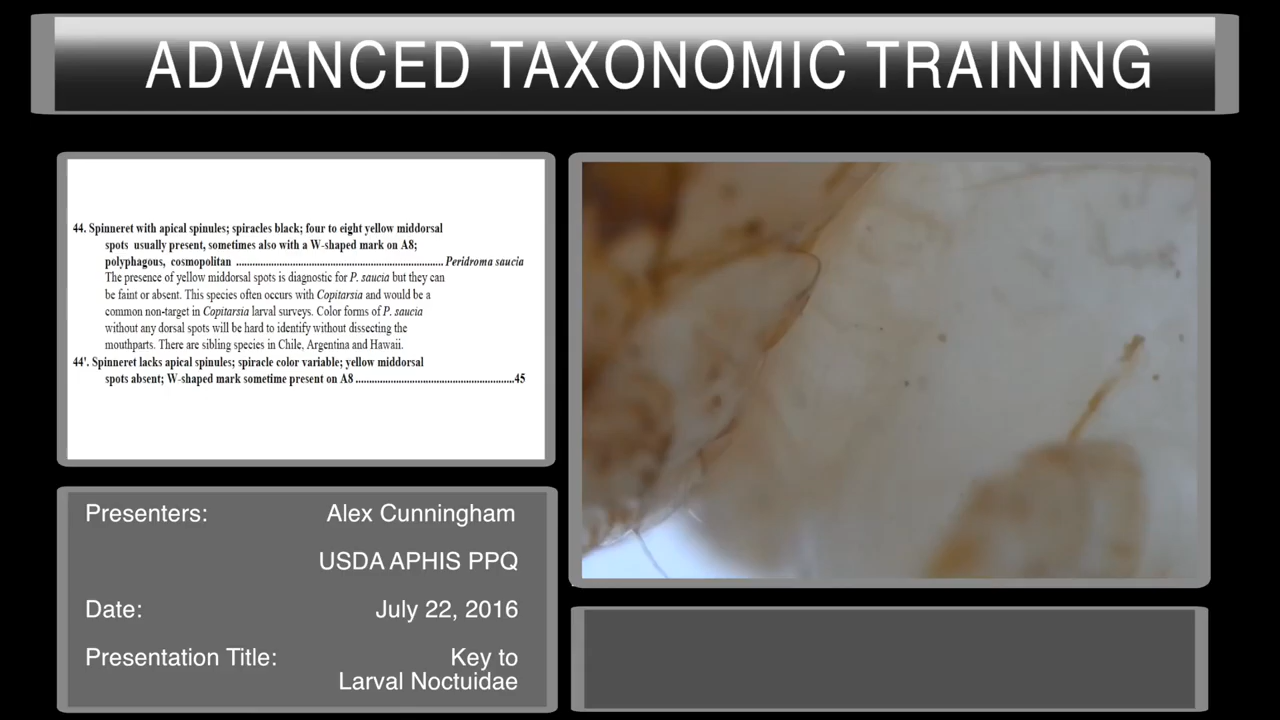 ADVANCED TAXONOMIC TRAINING
44. Spinneret with apical spinules; spiracles black; four to eight yellow middorsal
spots usually present, sometimes also with a W-shaped mark on A8;
polyphagous, cosmopolitan ........................................................................ Peridroma saucia
The presence of yellow middorsal spots is diagnostic for P. saucia but they can
be faint or absent. This species often occurs with Copitarsia and would be a
common non-target in Copitarsia larval surveys. Color forms of P. saucia
without any dorsal spots will be hard to identify without dissecting the
mouthparts. There are sibling species in Chile, Argentina and Hawaii.
44'. Spinneret lacks apical spinules; spiracle color variable; yellow middorsal
spots absent; W-shaped mark sometime present on A8 .......................................................45
Presenters: Alex Cunningham
USDA APHIS PPQ
Date: July 22, 2016
Presentation Title: Key to
Larval Noctuidae